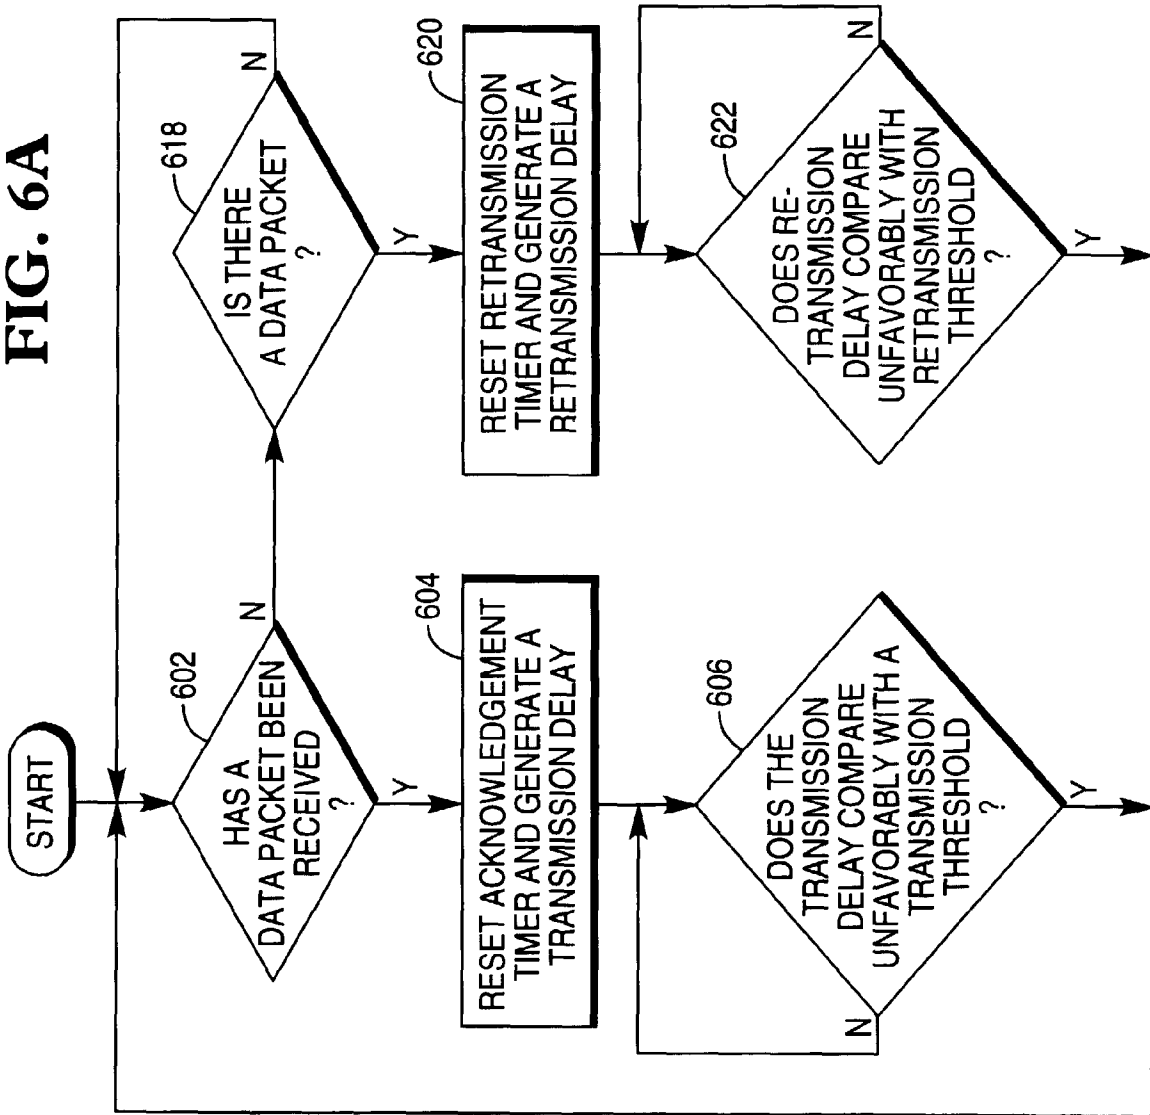 FIG. 6A
START
602
HAS A
DATA PACKET BEEN
RECEIVED
?
N
Y
618
IS THERE
A DATA PACKET
?
N
Y
604
RESET ACKNOWLEDGEMENT
TIMER AND GENERATE A
TRANSMISSION DELAY
620
RESET RETRANSMISSION
TIMER AND GENERATE A
RETRANSMISSION DELAY
606
DOES THE
TRANSMISSION
DELAY COMPARE
UNFAVORABLY WITH A
TRANSMISSION
THRESHOLD
?
N
Y
622
DOES RE-
TRANSMISSION
DELAY COMPARE
UNFAVORABLY WITH
RETRANSMISSION
THRESHOLD
?
N
Y